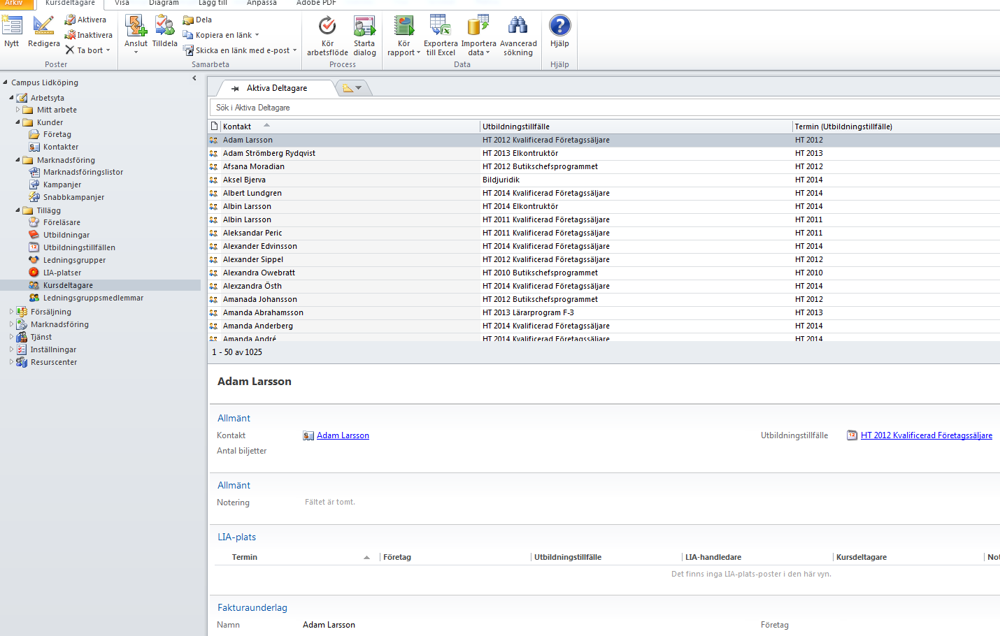 Arkiv Kursdeltagare Visa Diagram Lägg till Anpassa Adobe PDF
Nytt
Redigera
Aktivera
Inaktivera
Ta bort
Poster
Anslut
Tilldela
Dela
Kopiera en länk
Skicka en länk med e-post
Samarbeta
Kör
arbetsflöde
Starta
dialog
Process
Kör
rapport
Exportera
till Excel
Importera
data
Avancerad
sökning
Data
Hjälp
Hjälp
Campus Lidköping
Arbetsyta
Mitt arbete
Kunder
Företag
Kontakter
Marknadsföring
Marknadsföringslistor
Kampanjer
Snabbkampanjer
Tillägg
Föreläsare
Utbildningar
Utbildningstillfällen
Ledningsgrupper
LIA-platser
Kursdeltagare
Ledningsgruppsmedlemmar
Försäljning
Marknadsföring
Tjänst
Inställningar
Resurscenter
Aktiva Deltagare
Sök i Aktiva Deltagare
Kontakt Utbildningstillfälle Termin (Utbildningstillfälle)
Adam Larsson HT 2012 Kvalificerad Företagssäljare HT 2012
Adam Strömberg Rydqvist HT 2013 Elkontruktör HT 2013
Afsana Moradian HT 2012 Butikschefsprogrammet HT 2012
Aksel Bjerva Bildjuridik HT 2014
Albert Lundgren HT 2014 Kvalificerad Företagssäljare HT 2014
Albin Larsson HT 2014 Elkontruktör HT 2014
Albin Larsson HT 2011 Kvalificerad Företagssäljare HT 2011
Aleksandar Peric HT 2011 Kvalificerad Företagssäljare HT 2011
Alexander Edvinsson HT 2014 Kvalificerad Företagssäljare HT 2014
Alexander Sippel HT 2012 Kvalificerad Företagssäljare HT 2012
Alexandra Owebratt HT 2010 Butikschefsprogrammet HT 2010
Alexzandra Östh HT 2014 Kvalificerad Företagssäljare HT 2014
Amanada Johansson HT 2012 Butikschefsprogrammet HT 2012
Amanda Abrahamsson HT 2013 Lärarprogram F-3 HT 2013
Amanda Anderberg HT 2014 Kvalificerad Företagssäljare HT 2014
Amanda André HT 2014 Kvalificerad Företagssäljare HT 2014
1 - 50 av 1025
Adam Larsson
Allmänt
Kontakt Adam Larsson Utbildningstillfälle 12 HT 2012 Kvalificerad Företagssäljare
Antal biljetter
Allmänt
Notering Fältet är tomt.
LIA-plats
Termin Företag Utbildningstillfälle LIA-handledare Kursdeltagare Not
Det finns inga LIA-plats-poster i den här vyn.
Fakturaunderlag
Namn Adam Larsson Företag